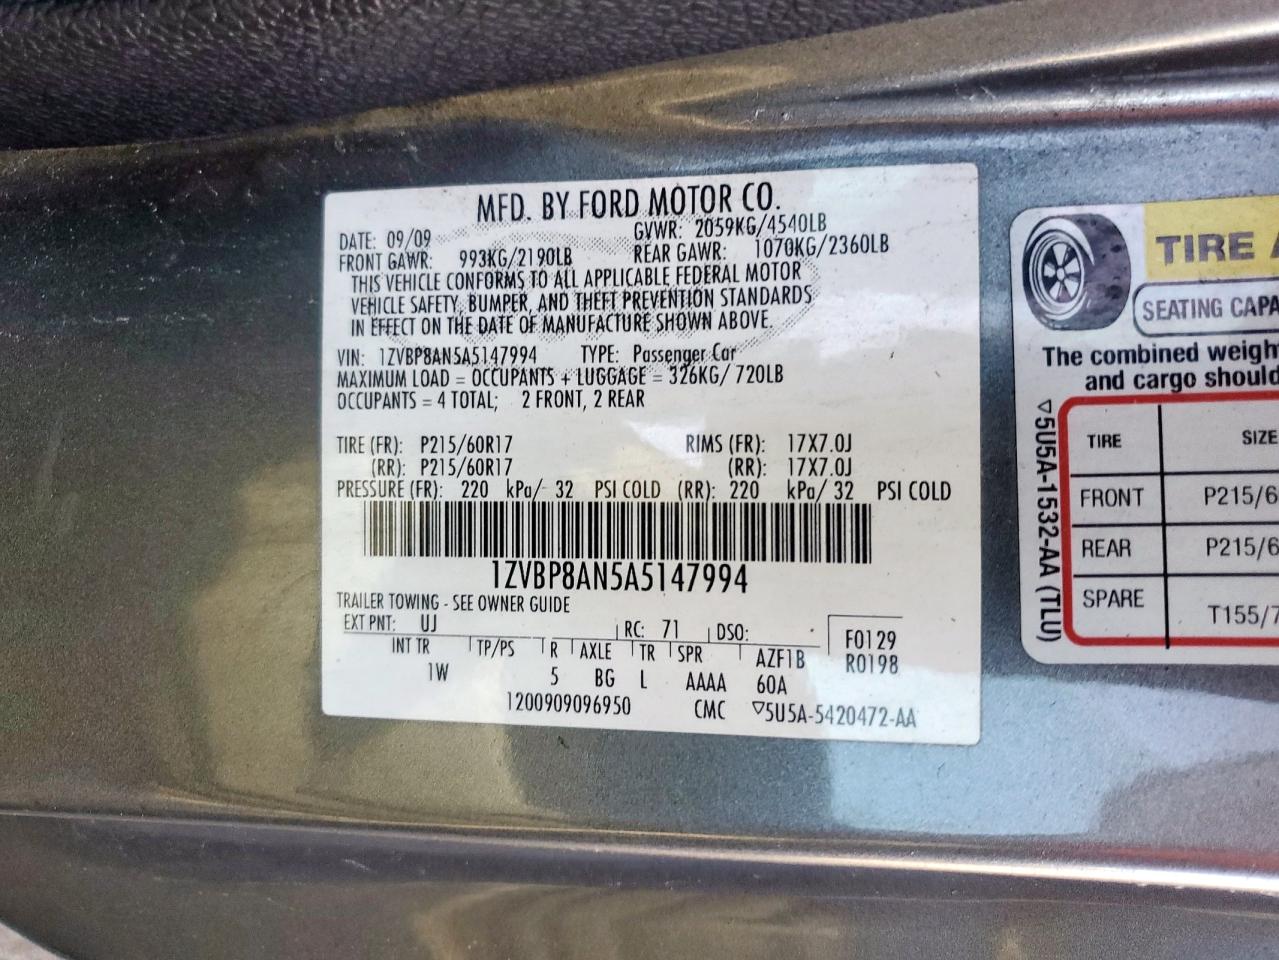 MFD. BY FORD MOTOR CO.
DATE: 09/09 GVWR: 2059KG/4540LB
FRONT GAWR: 993KG/2190LB REAR GAWR: 1070KG/2360LB
THIS VEHICLE CONFORMS TO ALL APPLICABLE FEDERAL MOTOR
VEHICLE SAFETY, BUMPER, AND THEFT PREVENTION STANDARDS
IN EFFECT ON THE DATE OF MANUFACTURE SHOWN ABOVE.
VIN: 1ZVBP8AN5A5147994 TYPE: Passenger Car
MAXIMUM LOAD = OCCUPANTS + LUGGAGE = 326KG/ 720LB
OCCUPANTS = 4 TOTAL; 2 FRONT, 2 REAR
TIRE (FR): P215/60R17 RIMS (FR): 17X7.0J
(RR): P215/60R17 (RR): 17X7.0J
PRESSURE (FR): 220 kPa/ 32 PSI COLD (RR): 220 kPa/ 32 PSI COLD
1ZVBP8AN5A5147994
TRAILER TOWING - SEE OWNER GUIDE
EXT PNT: UJ RC: 71 DSO: F0129
INT TR TP/PS R AXLE TR SPR AZF1B R0198
1W 5 BG L AAAA 60A
1200909096950 CMC ▽5U5A-5420472-AA
TIRE A
SEATING CAPA
The combined weigh
and cargo should
▽5U5A-1532-AA (TLU)
TIRE SIZE
FRONT P215/6
REAR P215/6
SPARE T155/7